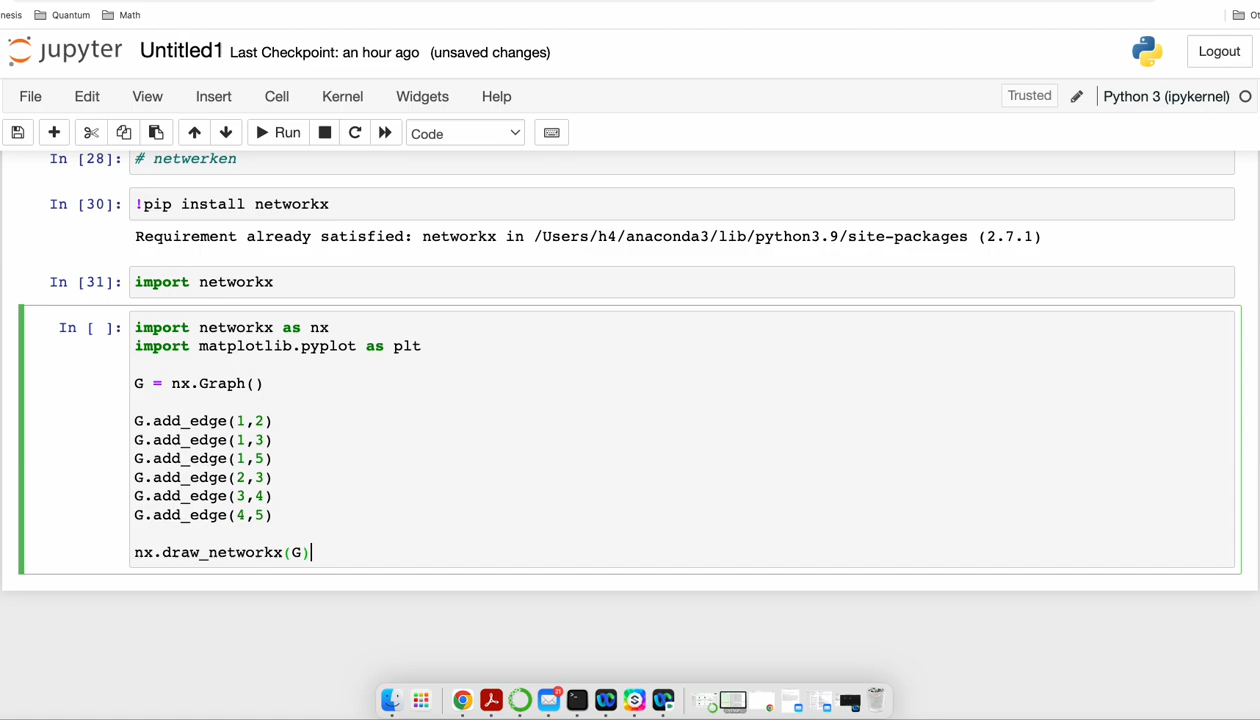 nesis Quantum Math Ot
jupyter Untitled1 Last Checkpoint: an hour ago (unsaved changes) Logout
File Edit View Insert Cell Kernel Widgets Help Trusted Python 3 (ipykernel)
Run Code
In [28]: # netwerken
In [30]: !pip install networkx
Requirement already satisfied: networkx in /Users/h4/anaconda3/lib/python3.9/site-packages (2.7.1)
In [31]: import networkx
In [ ]: import networkx as nx
import matplotlib.pyplot as plt
G = nx.Graph()
G.add_edge(1,2)
G.add_edge(1,3)
G.add_edge(1,5)
G.add_edge(2,3)
G.add_edge(3,4)
G.add_edge(4,5)
nx.draw_networkx(G)